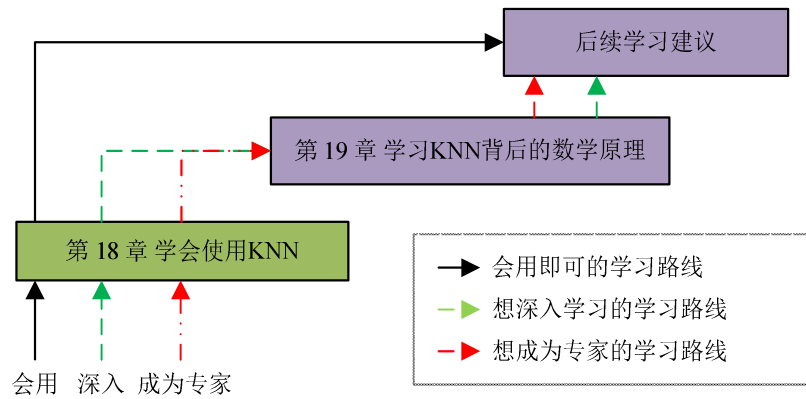 后续学习建议
第 19 章 学习KNN背后的数学原理
第 18 章 学会使用KNN
会用即可的学习路线
想深入学习的学习路线
想成为专家的学习路线
会用 深入 成为专家